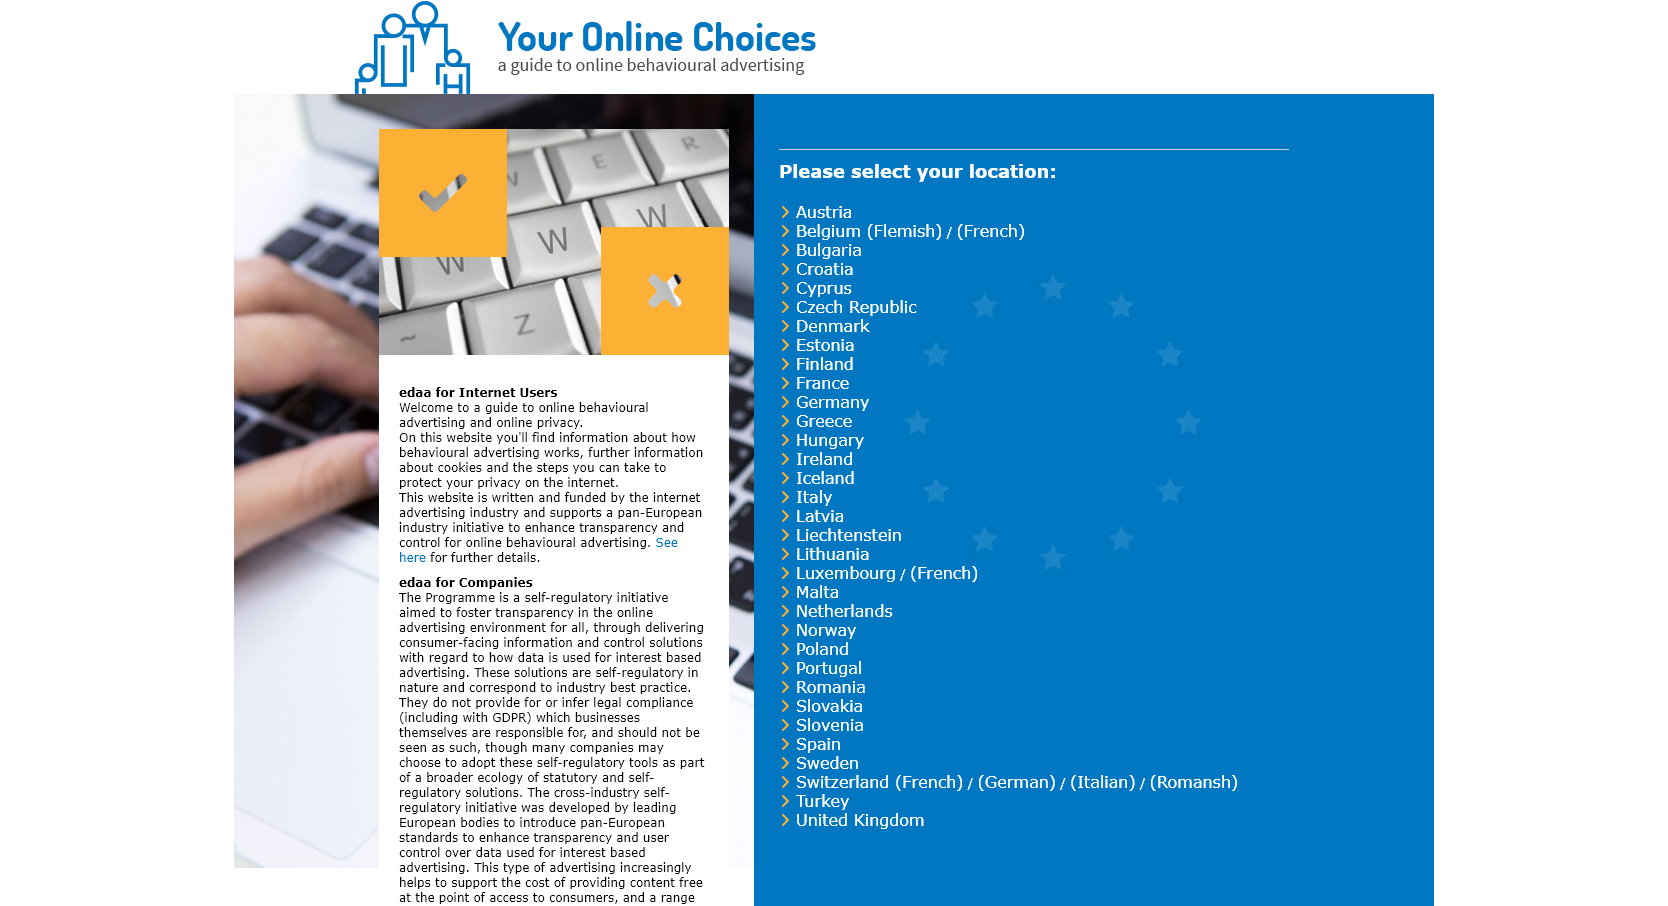 Your Online Choices
a guide to online behavioural advertising
V
E
R
W
W
W
Z
~
edaa for Internet Users
Welcome to a guide to online behavioural
advertising and online privacy.
On this website you'll find information about how
behavioural advertising works, further information
about cookies and the steps you can take to
protect your privacy on the internet.
This website is written and funded by the internet
advertising industry and supports a pan-European
industry initiative to enhance transparency and
control for online behavioural advertising. See
here for further details.
edaa for Companies
The Programme is a self-regulatory initiative
aimed to foster transparency in the online
advertising environment for all, through delivering
consumer-facing information and control solutions
with regard to how data is used for interest based
advertising. These solutions are self-regulatory in
nature and correspond to industry best practice.
They do not provide for or infer legal compliance
(including with GDPR) which businesses
themselves are responsible for, and should not be
seen as such, though many companies may
choose to adopt these self-regulatory tools as part
of a broader ecology of statutory and self-
regulatory solutions. The cross-industry self-
regulatory initiative was developed by leading
European bodies to introduce pan-European
standards to enhance transparency and user
control over data used for interest based
advertising. This type of advertising increasingly
helps to support the cost of providing content free
at the point of access to consumers, and a range
Please select your location:
Austria
Belgium (Flemish) / (French)
Bulgaria
Croatia
Cyprus
Czech Republic
Denmark
Estonia
Finland
France
Germany
Greece
Hungary
Ireland
Iceland
Italy
Latvia
Liechtenstein
Lithuania
Luxembourg / (French)
Malta
Netherlands
Norway
Poland
Portugal
Romania
Slovakia
Slovenia
Spain
Sweden
Switzerland (French) / (German) / (Italian) / (Romansh)
Turkey
United Kingdom